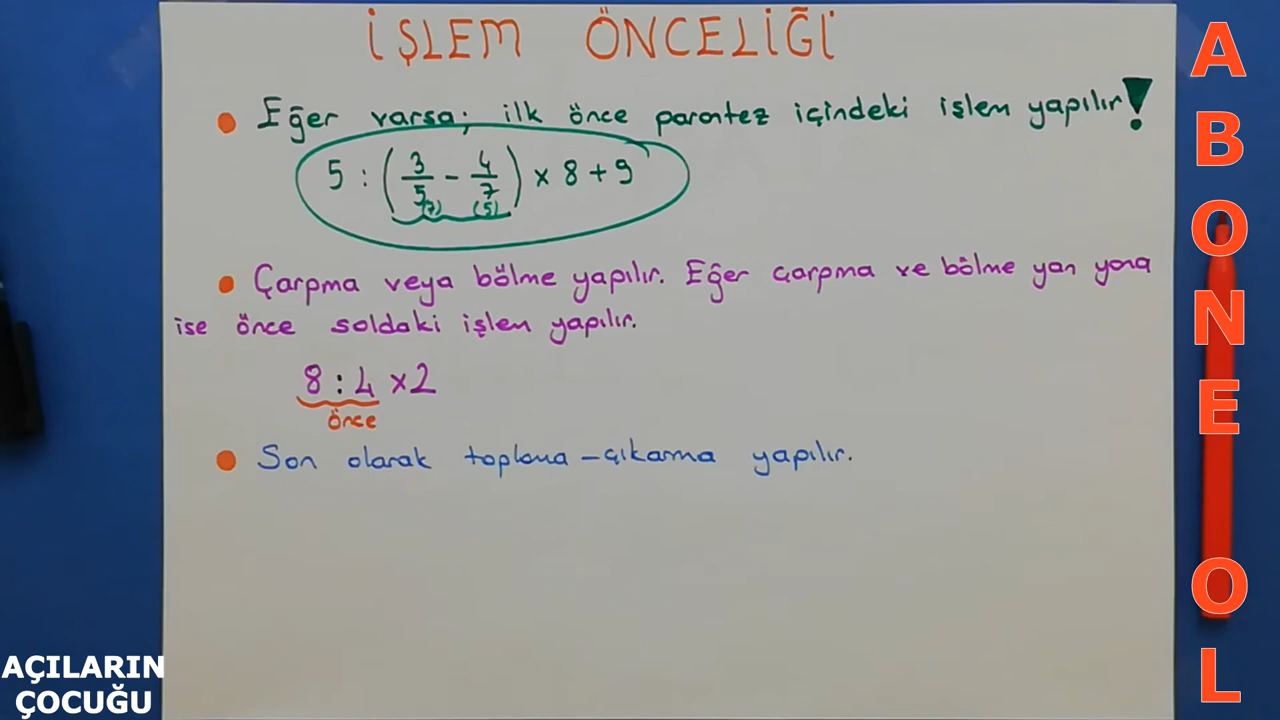 İŞLEM ÖNCELİĞİ
• Eğer varsa; ilk önce parantez içindeki işlem yapılır!
5 : (3/5 - 4/7) x 8 + 9
(7) (5)
• Çarpma veya bölme yapılır. Eğer çarpma ve bölme yan yana
ise önce soldaki işlem yapılır.
8 : 4 x 2
önce
• Son olarak toplama - çıkarma yapılır.
ABONE OL
AÇILARIN
ÇOCUĞU